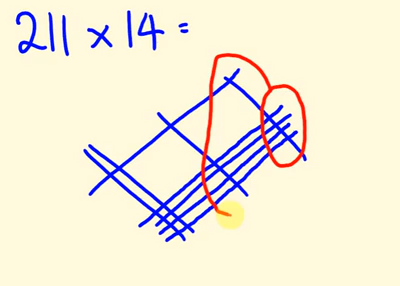 211 × 14 =